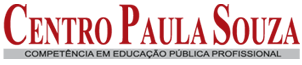 CENTRO PAULA SOUZA
COMPETÊNCIA EM EDUCAÇÃO PÚBLICA PROFISSIONAL